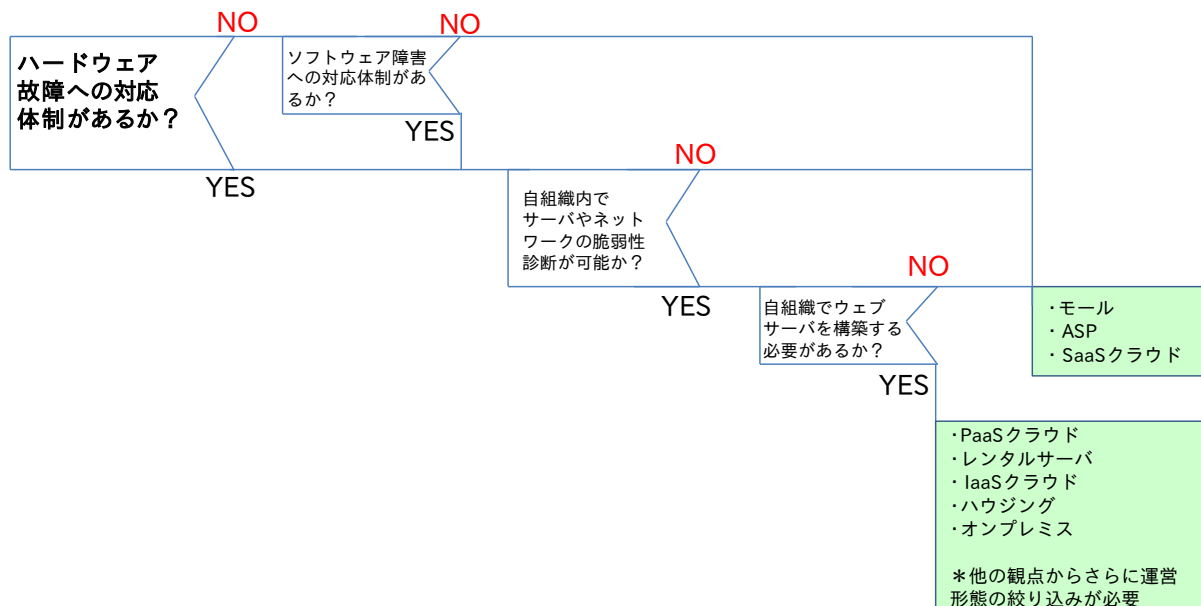 NO
ハードウェア
故障への対応
体制があるか？
YES
NO
ソフトウェア障害
への対応体制があ
るか？
YES
NO
自組織内で
サーバやネット
ワークの脆弱性
診断が可能か？
YES
NO
自組織でウェブ
サーバを構築する
必要があるか？
YES
・モール
・ASP
・SaaSクラウド
・PaaSクラウド
・レンタルサーバ
・IaaSクラウド
・ハウジング
・オンプレミス
＊他の観点からさらに運営
形態の絞り込みが必要